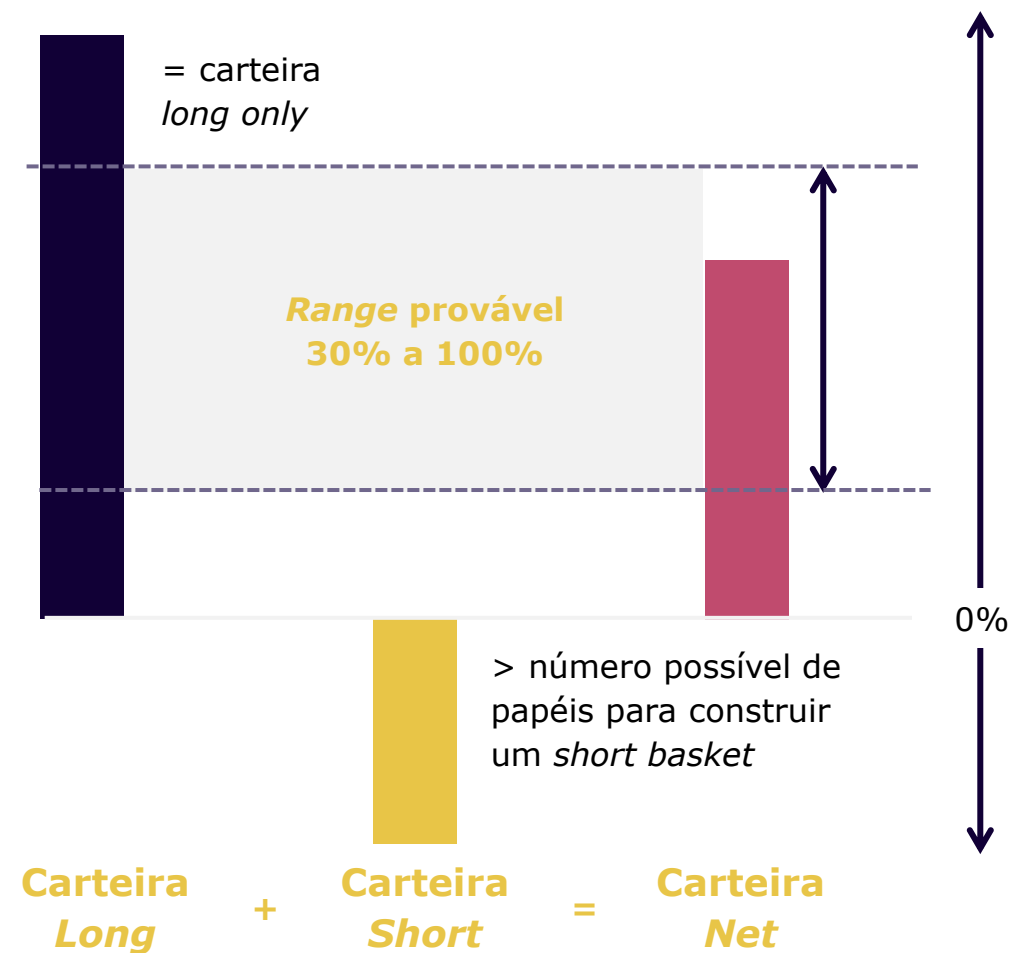 = carteira
long only
Range provável
30% a 100%
0%
> número possível de
papéis para construir
um short basket
Carteira
Long
+
Carteira
Short
=
Carteira
Net